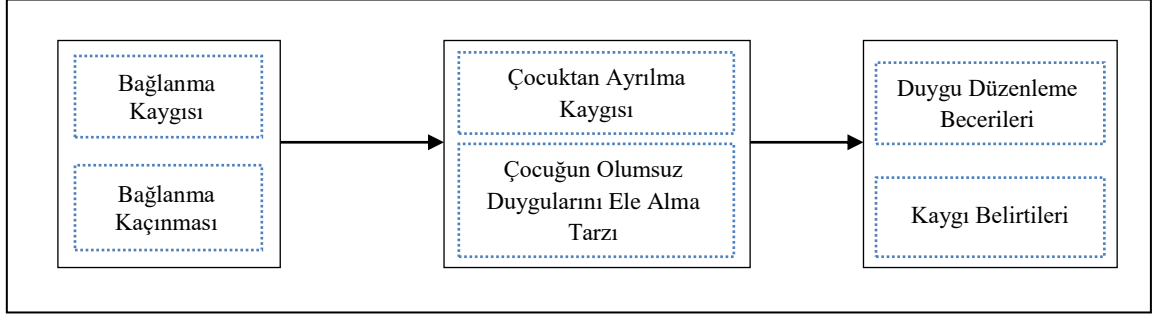 Bağlanma
Kaygısı
Bağlanma
Kaçınması
Çocuktan Ayrılma
Kaygısı
Çocuğun Olumsuz
Duygularını Ele Alma
Tarzı
Duygu Düzenleme
Becerileri
Kaygı Belirtileri